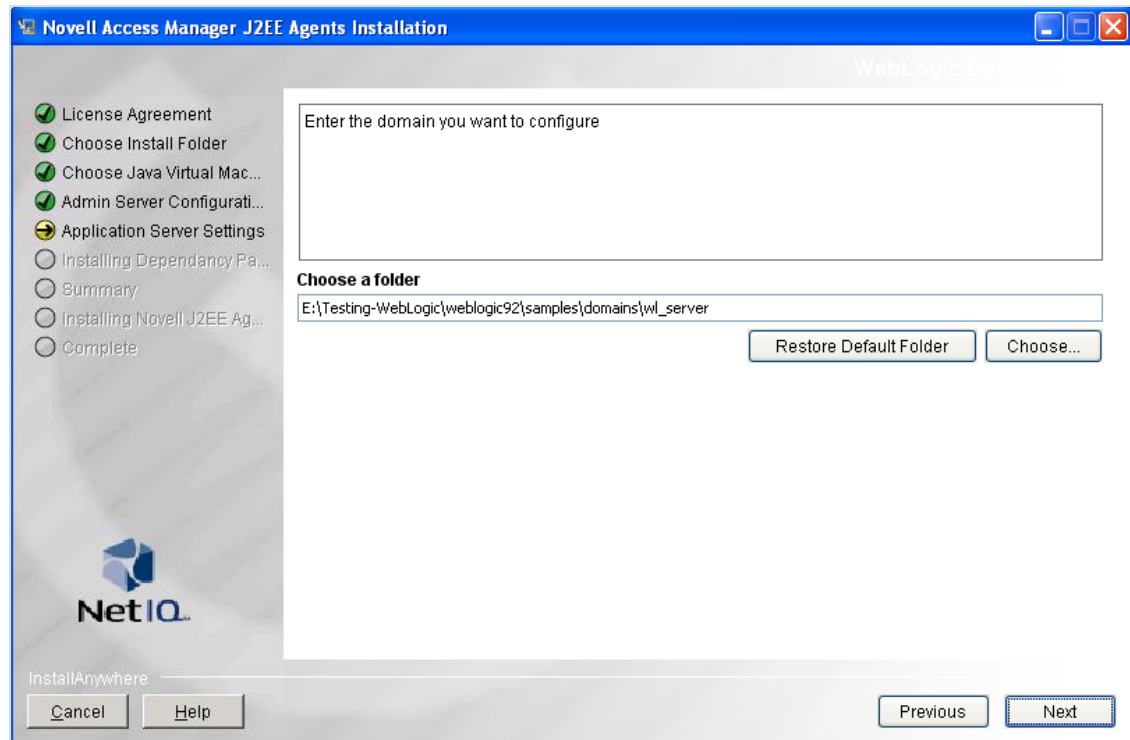 Novell Access Manager J2EE Agents Installation
WebLogic
License Agreement
Choose Install Folder
Choose Java Virtual Mac...
Admin Server Configurati...
Application Server Settings
Installing Dependancy Pa...
Summary
Installing Novell J2EE Ag...
Complete
Enter the domain you want to configure
Choose a folder
E:\Testing-WebLogic\weblogic92\samples\domains\wl_server
Restore Default Folder
Choose...
NetIQ
InstallAnywhere
Cancel
Help
Previous
Next